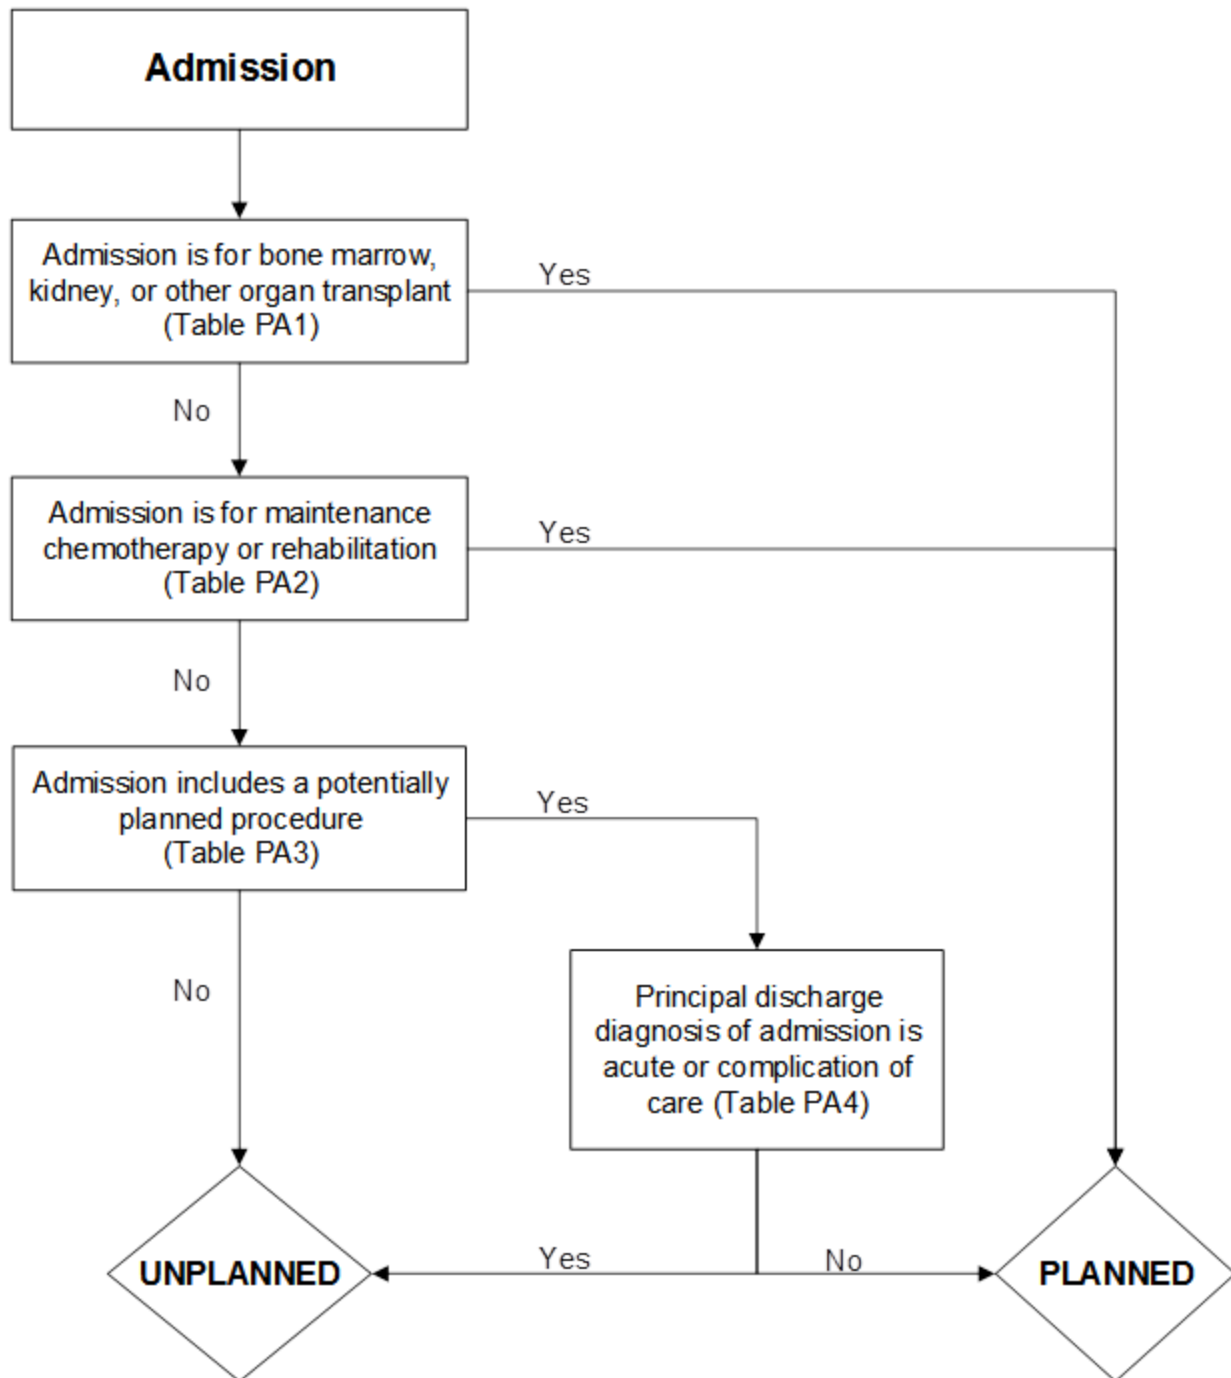 Admission
Admission is for bone marrow,
kidney, or other organ transplant
(Table PA1)
Yes
No
Admission is for maintenance
chemotherapy or rehabilitation
(Table PA2)
Yes
No
Admission includes a potentially
planned procedure
(Table PA3)
Yes
No
Principal discharge
diagnosis of admission is
acute or complication of
care (Table PA4)
Yes
No
UNPLANNED
PLANNED